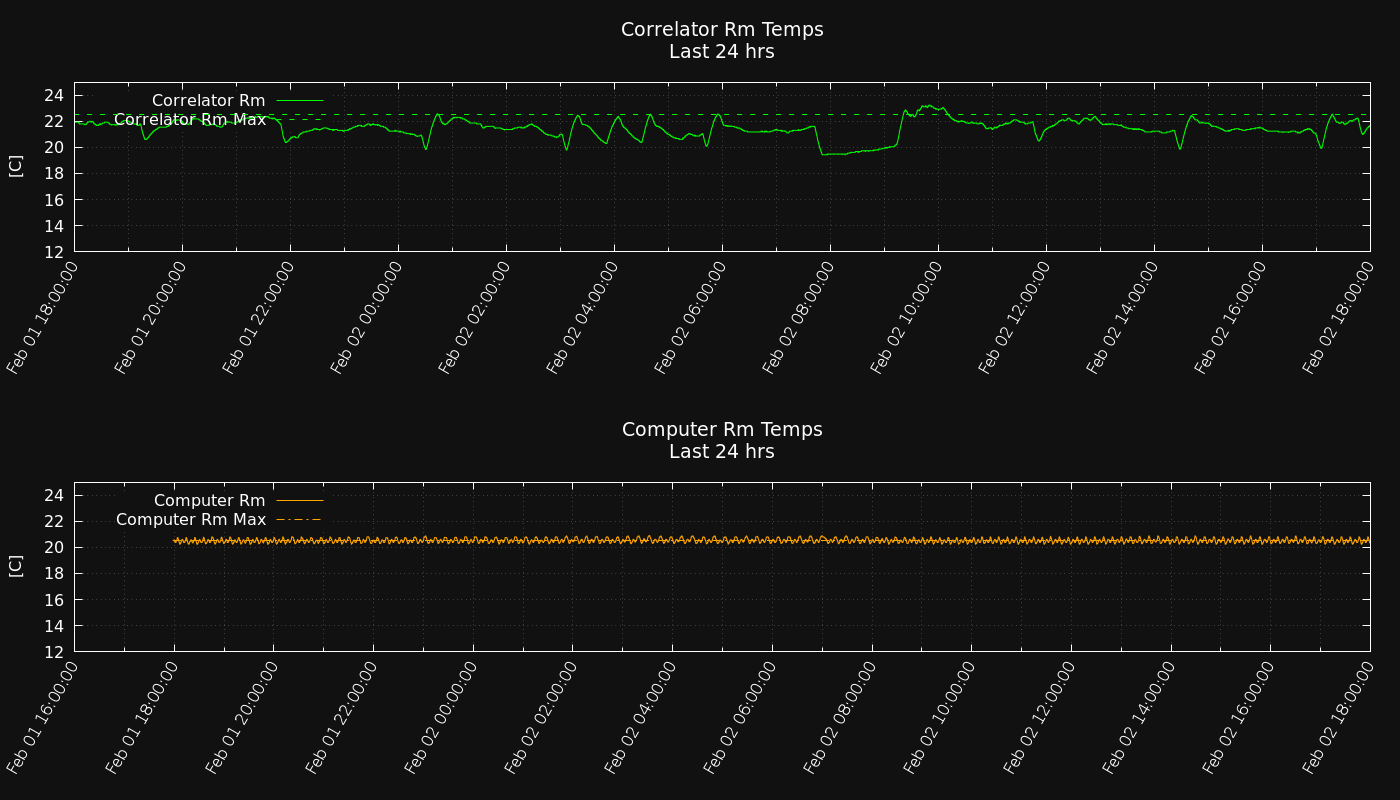 Correlator Rm Temps
Last 24 hrs
Correlator Rm
Correlator Rm Max
[C]
24
22
20
18
16
14
12
Feb 01 18:00:00
Feb 01 20:00:00
Feb 01 22:00:00
Feb 02 00:00:00
Feb 02 02:00:00
Feb 02 04:00:00
Feb 02 06:00:00
Feb 02 08:00:00
Feb 02 10:00:00
Feb 02 12:00:00
Feb 02 14:00:00
Feb 02 16:00:00
Feb 02 18:00:00
Computer Rm Temps
Last 24 hrs
Computer Rm
Computer Rm Max
[C]
24
22
20
18
16
14
12
Feb 01 16:00:00
Feb 01 18:00:00
Feb 01 20:00:00
Feb 01 22:00:00
Feb 02 00:00:00
Feb 02 02:00:00
Feb 02 04:00:00
Feb 02 06:00:00
Feb 02 08:00:00
Feb 02 10:00:00
Feb 02 12:00:00
Feb 02 14:00:00
Feb 02 16:00:00
Feb 02 18:00:00